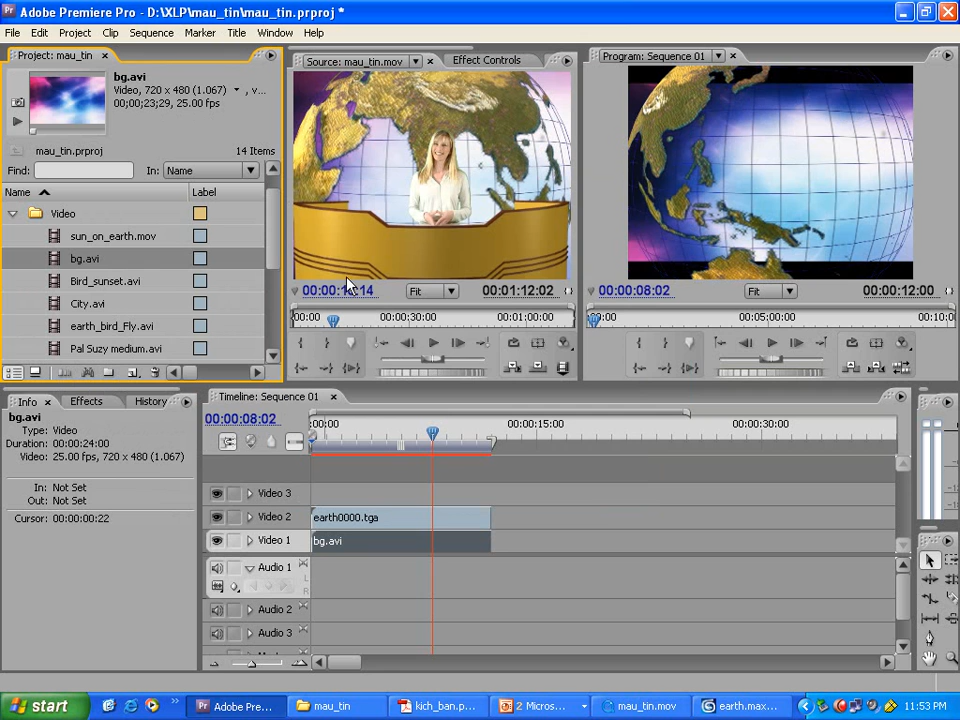 Adobe Premiere Pro - D:\XLP\mau_tin\mau_tin.prproj *
File Edit Project Clip Sequence Marker Title Window Help
Project: mau_tin
bg.avi
Video, 720 x 480 (1.067) , v...
00;00;23;29, 25.00 fps
mau_tin.prproj 14 Items
Find: In: Name
Name Label
Video
sun_on_earth.mov
bg.avi
Bird_sunset.avi
City.avi
earth_bird_Fly.avi
Pal Suzy medium.avi
Source: mau_tin.mov Effect Controls
Fit 00:01:12:02
00:00 00:00:30:00 00:01:00:00
Program: Sequence 01
00:00:08:02 Fit 00:00:12:00
00:00 00:05:00:00 00:10:0
Info Effects History
bg.avi
Type: Video
Duration: 00:00:24:00
Video: 25.00 fps, 720 x 480 (1.067)
In: Not Set
Out: Not Set
Cursor: 00:00:00:22
Timeline: Sequence 01
00:00:08:02
:00:00 00:00:15:00 00:00:30:00
Video 3
Video 2 earth0000.tga
Video 1 bg.avi
Audio 1
Audio 2
Audio 3
start Adobe Pre... mau_tin kich_ban.p... 2 Micros... mau_tin.mov earth.max... 11:53 PM